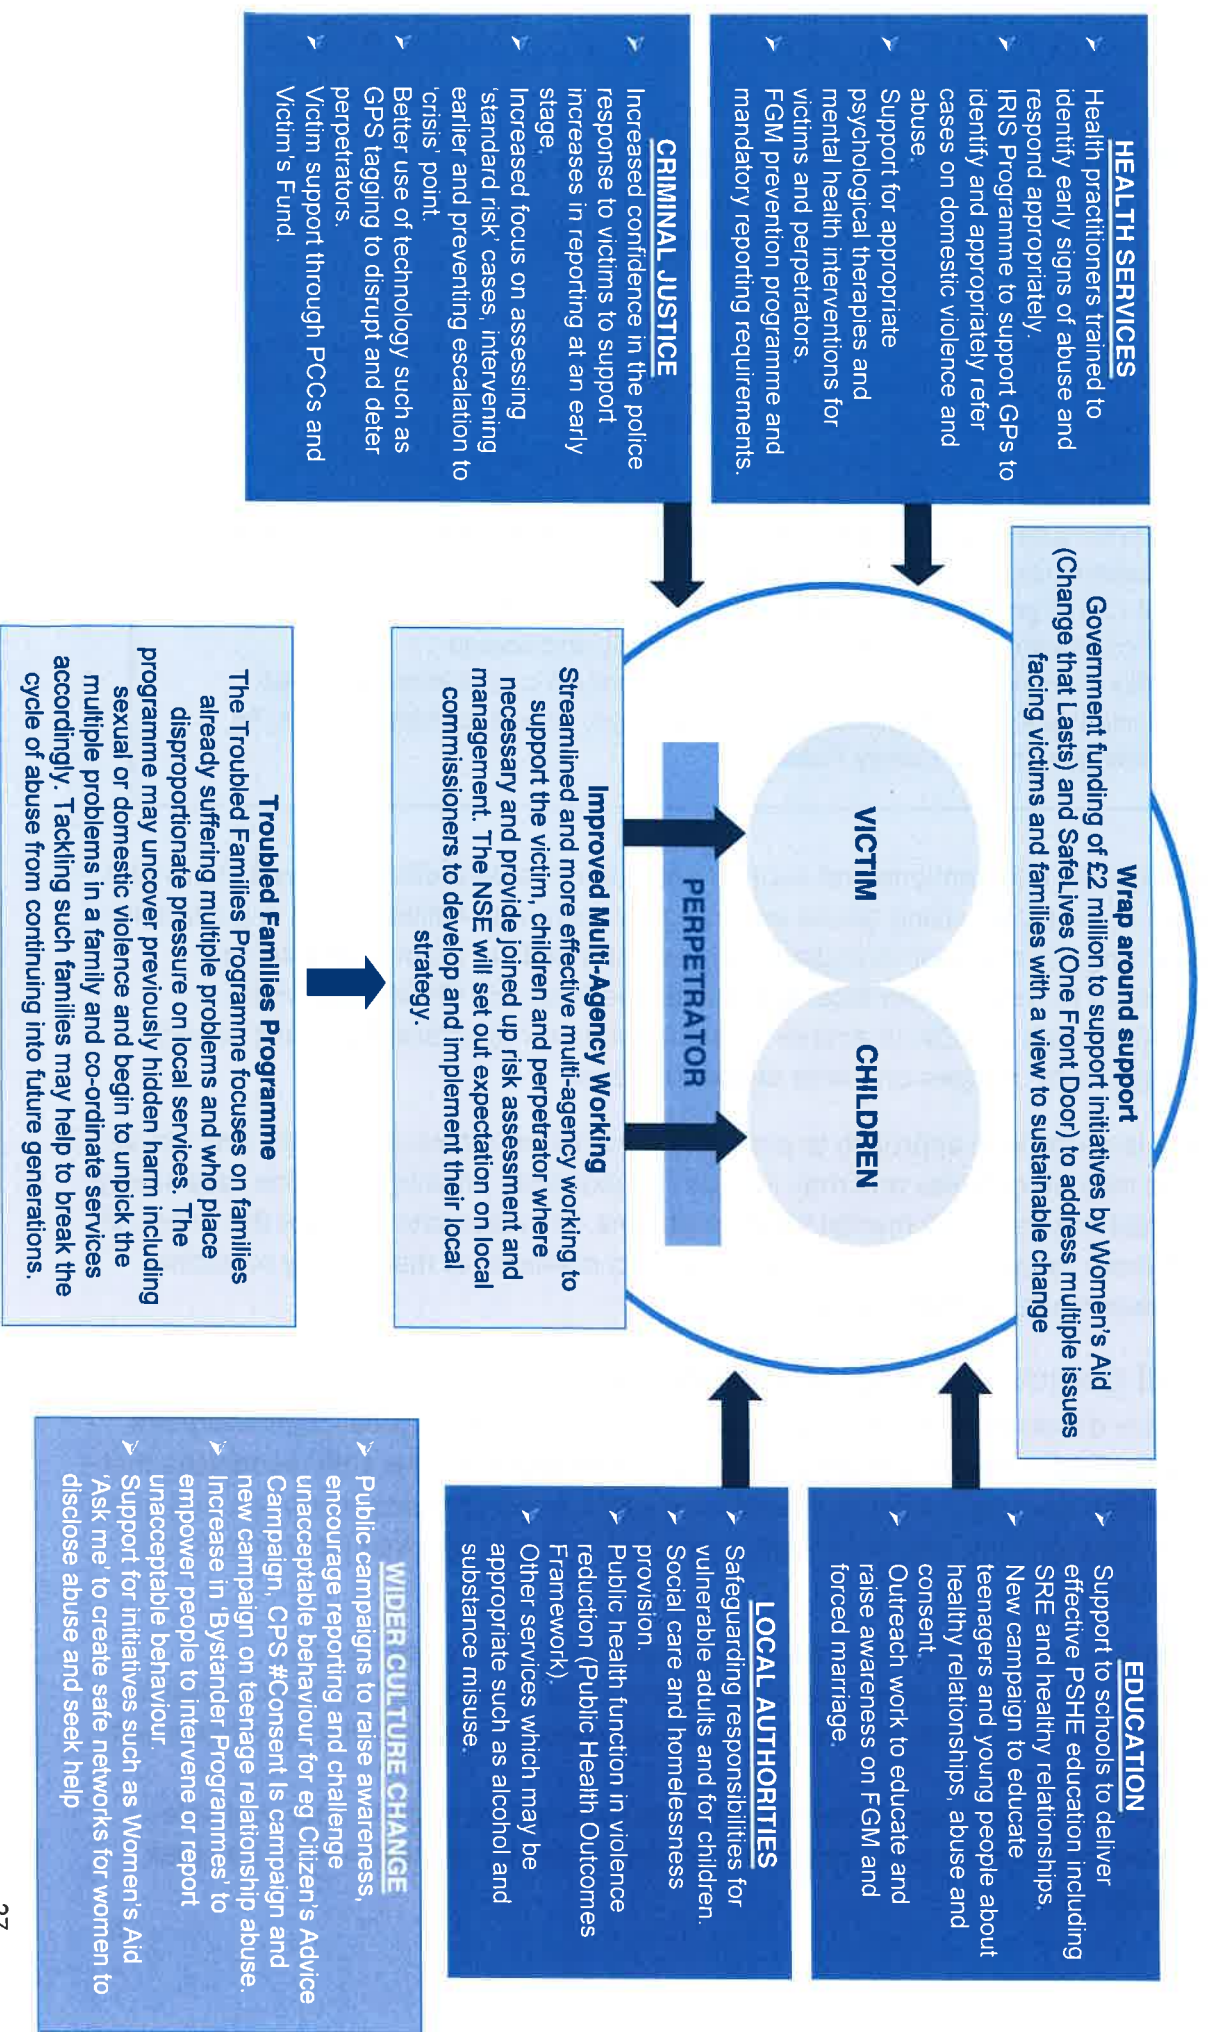 HEALTH SERVICES
Health practitioners trained to
identify early signs of abuse and
respond appropriately.
IRIS Programme to support GPs to
identify and appropriately refer
cases on domestic violence and
abuse.
Support for appropriate
psychological therapies and
mental health interventions for
victims and perpetrators.
FGM prevention programme and
mandatory reporting requirements.
CRIMINAL JUSTICE
Increased confidence in the police
response to victims to support
increases in reporting at an early
stage.
Increased focus on assessing
'standard risk' cases, intervening
earlier and preventing escalation to
'crisis' point.
Better use of technology such as
GPS tagging to disrupt and deter
perpetrators.
Victim support through PCCs and
Victim's Fund.
Wrap around support
Government funding of £2 million to support initiatives by Women's Aid
(Change that Lasts) and SafeLives (One Front Door) to address multiple issues
facing victims and families with a view to sustainable change
VICTIM
CHILDREN
PERPETRATOR
Improved Multi-Agency Working
Streamlined and more effective multi-agency working to
support the victim, children and perpetrator where
necessary and provide joined up risk assessment and
management. The NSE will set out expectation on local
commissioners to develop and implement their local
strategy.
Troubled Families Programme
The Troubled Families Programme focuses on families
already suffering multiple problems and who place
disproportionate pressure on local services. The
programme may uncover previously hidden harm including
sexual or domestic violence and begin to unpick the
multiple problems in a family and co-ordinate services
accordingly. Tackling such families may help to break the
cycle of abuse from continuing into future generations.
EDUCATION
Support to schools to deliver
effective PSHE education including
SRE and healthy relationships.
New campaign to educate
teenagers and young people about
healthy relationships, abuse and
consent.
Outreach work to educate and
raise awareness on FGM and
forced marriage.
LOCAL AUTHORITIES
Safeguarding responsibilities for
vulnerable adults and for children.
Social care and homelessness
provision.
Public health function in violence
reduction (Public Health Outcomes
Framework).
Other services which may be
appropriate such as alcohol and
substance misuse.
WIDER CULTURE CHANGE
Public campaigns to raise awareness,
encourage reporting and challenge
unacceptable behaviour for eg Citizen's Advice
Campaign, CPS #Consent Is campaign and
new campaign on teenage relationship abuse.
Increase in 'Bystander Programmes' to
empower people to intervene or report
unacceptable behaviour.
Support for initiatives such as Women's Aid
'Ask me' to create safe networks for women to
disclose abuse and seek help